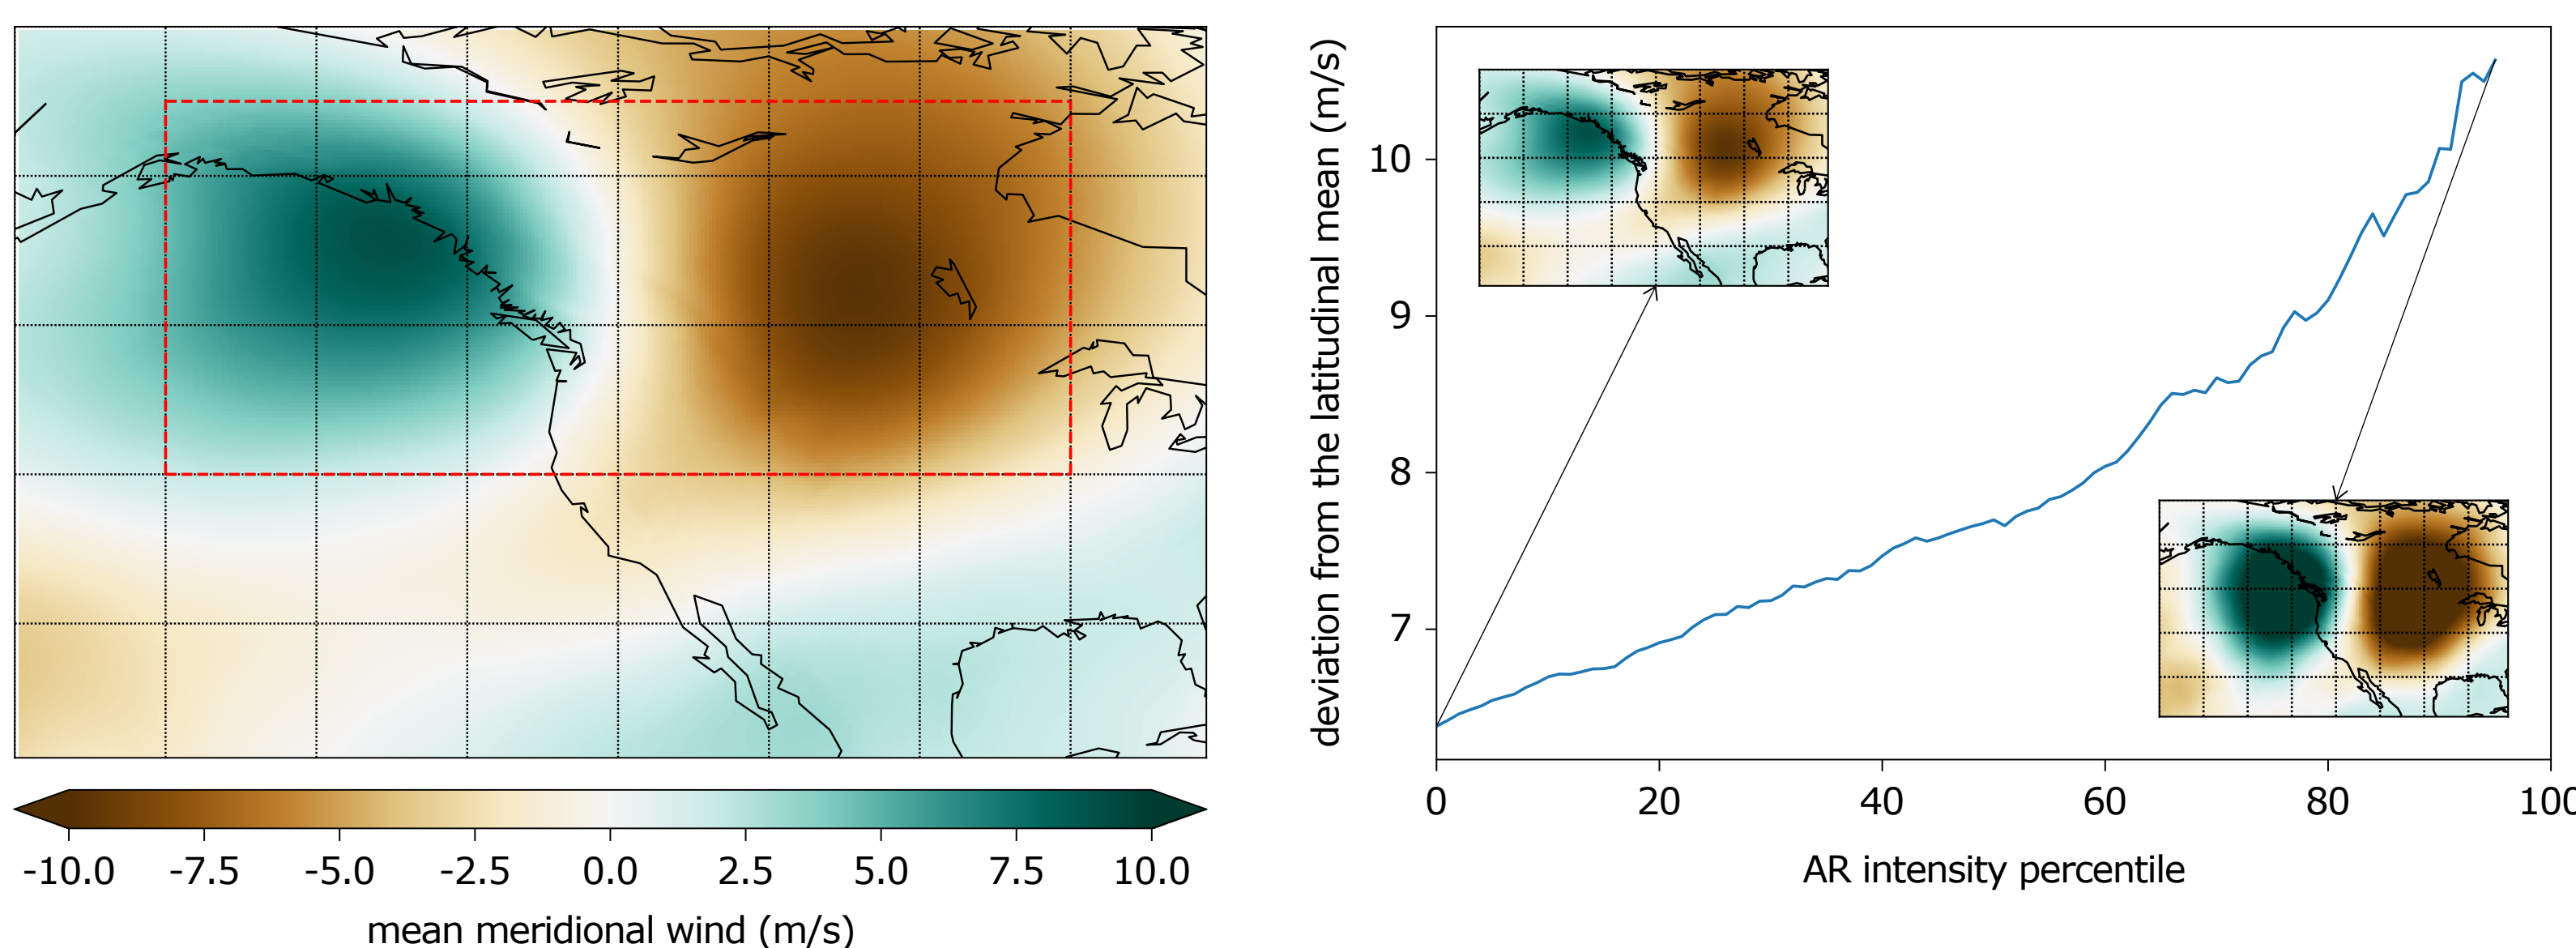 -10.0 -7.5 -5.0 -2.5 0.0 2.5 5.0 7.5 10.0
mean meridional wind (m/s)
deviation from the latitudinal mean (m/s)
10
9
8
7
0 20 40 60 80 100
AR intensity percentile